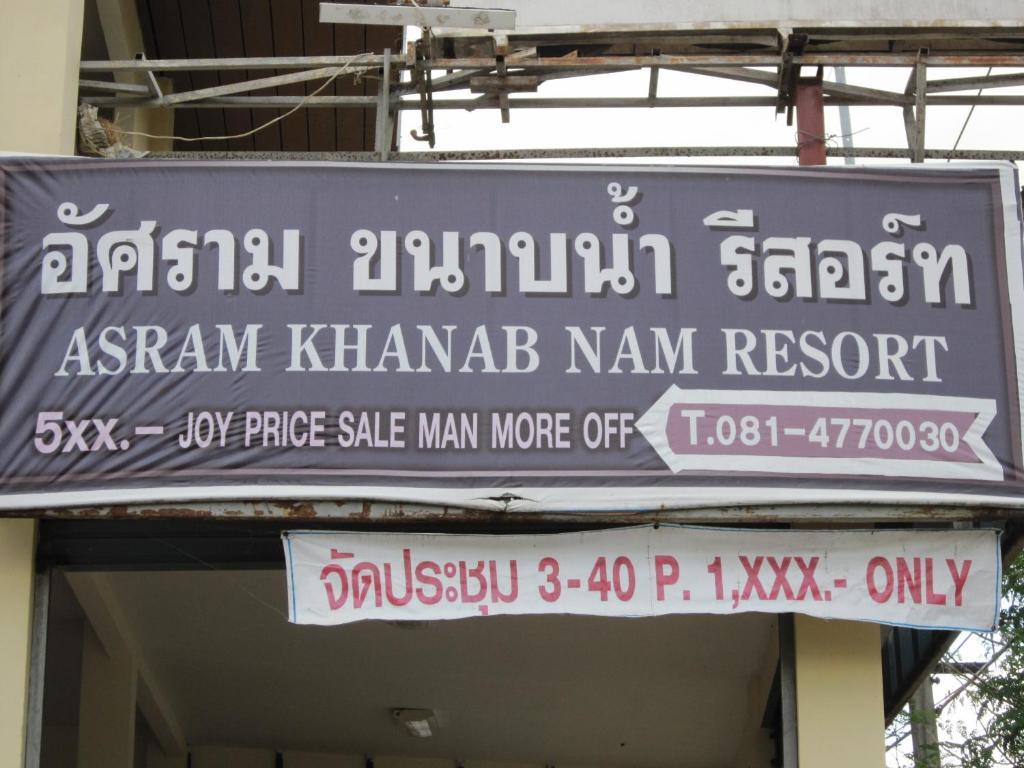 อัศราม ขนาบน้ำ รีสอร์ท
ASRAM KHANAB NAM RESORT
5xx.– JOY PRICE SALE MAN MORE OFF T.081–4770030
จัดประชุม 3-40 P. 1,XXX.- ONLY